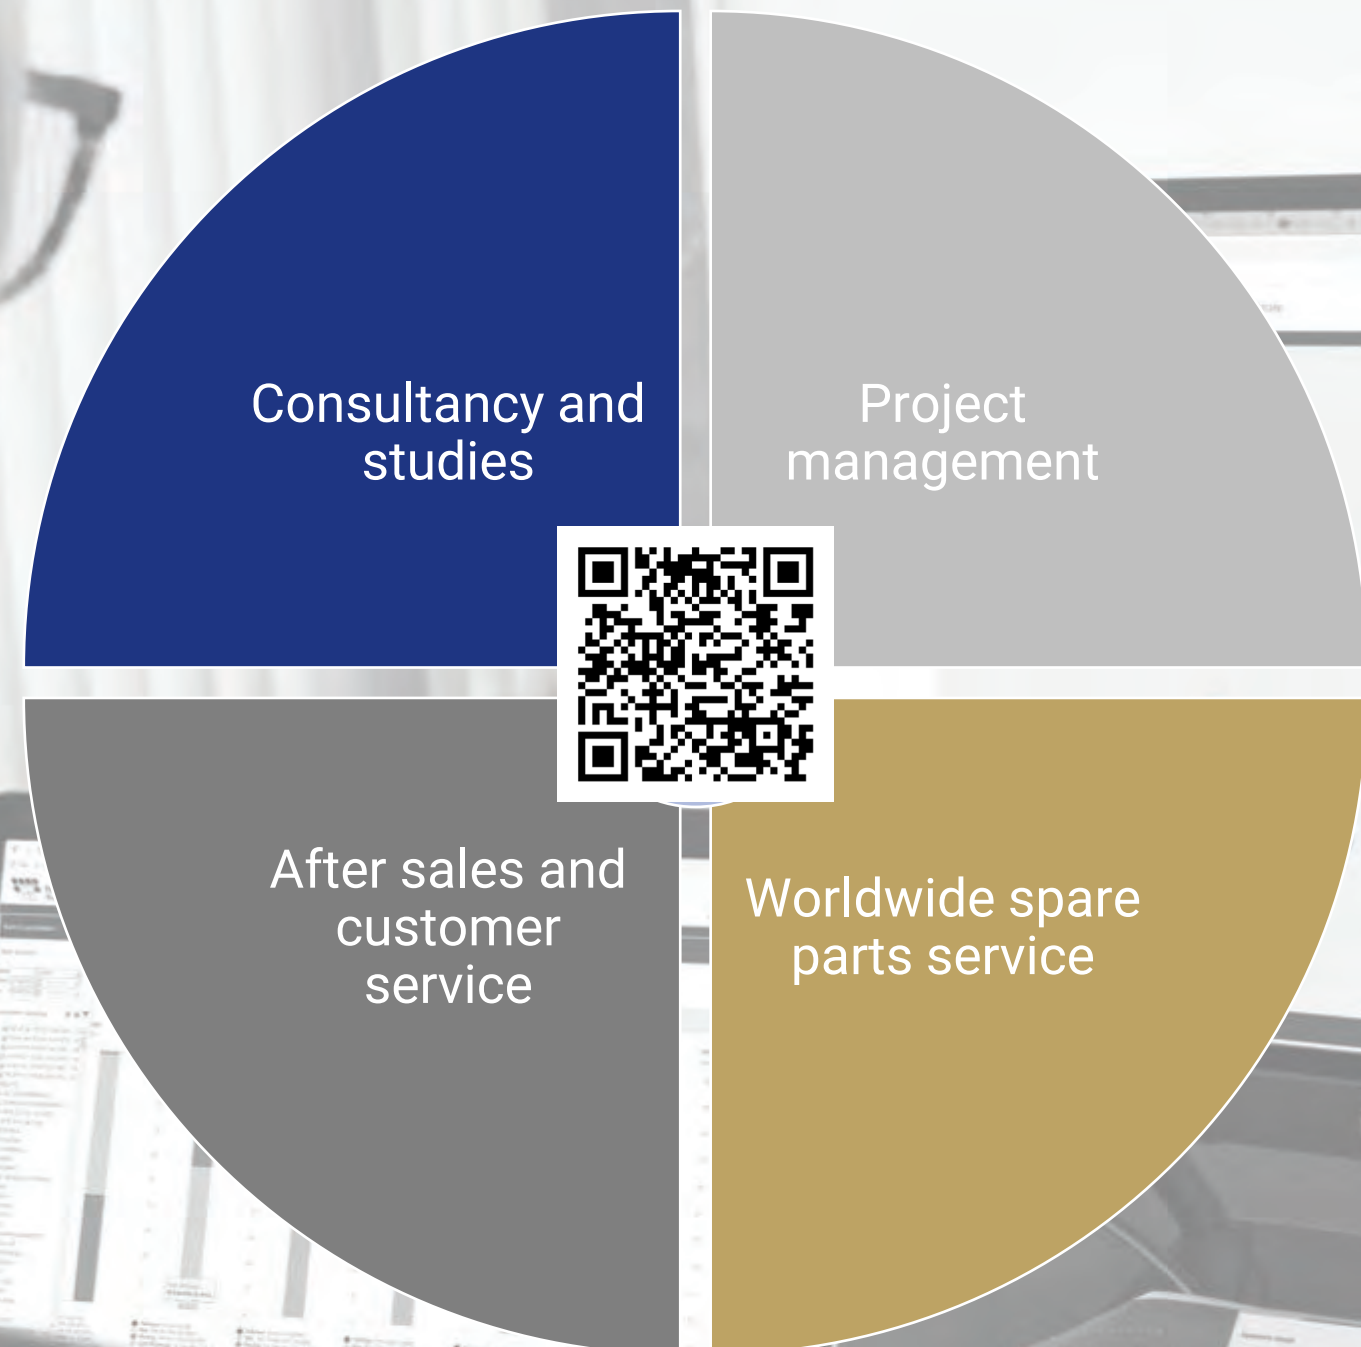 Consultancy and
studies
Project
management
After sales and
customer
service
Worldwide spare
parts service